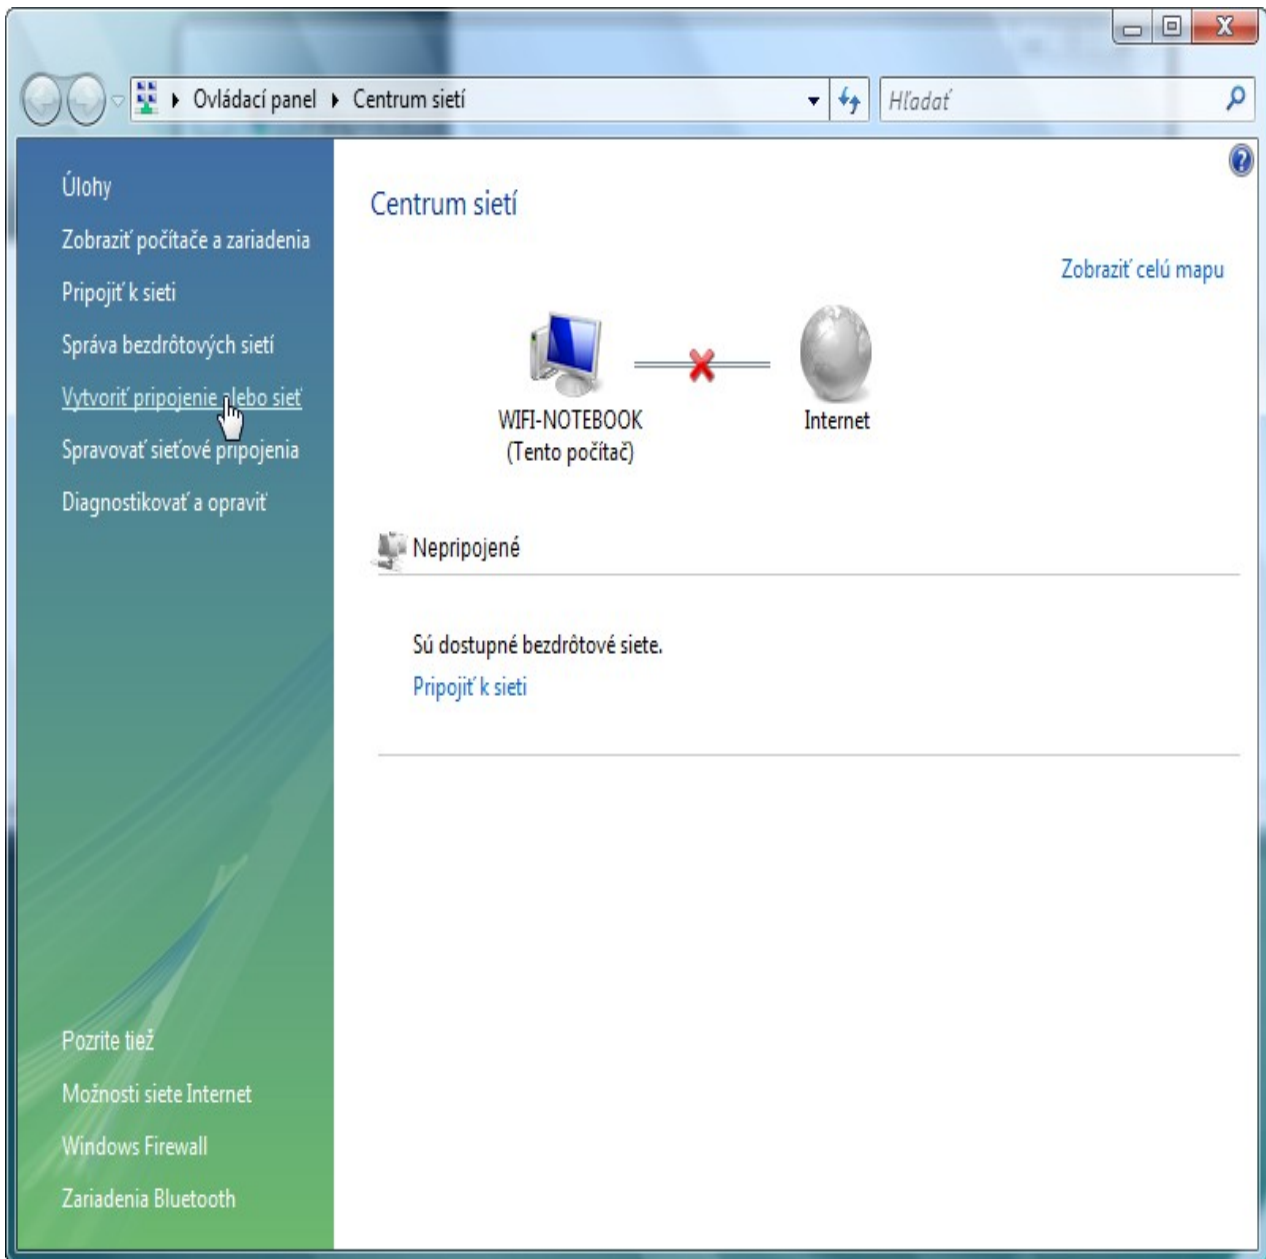 Ovládací panel Centrum sietí
Hľadať
Úlohy
Zobraziť počítače a zariadenia
Pripojiť k sieti
Správa bezdrôtových sietí
Vytvoriť pripojenie alebo sieť
Spravovať sieťové pripojenia
Diagnostikovať a opraviť
Pozrite tiež
Možnosti siete Internet
Windows Firewall
Zariadenia Bluetooth
Centrum sietí
Zobraziť celú mapu
WIFI-NOTEBOOK
(Tento počítač)
Internet
Nepripojené
Sú dostupné bezdrôtové siete.
Pripojiť k sieti